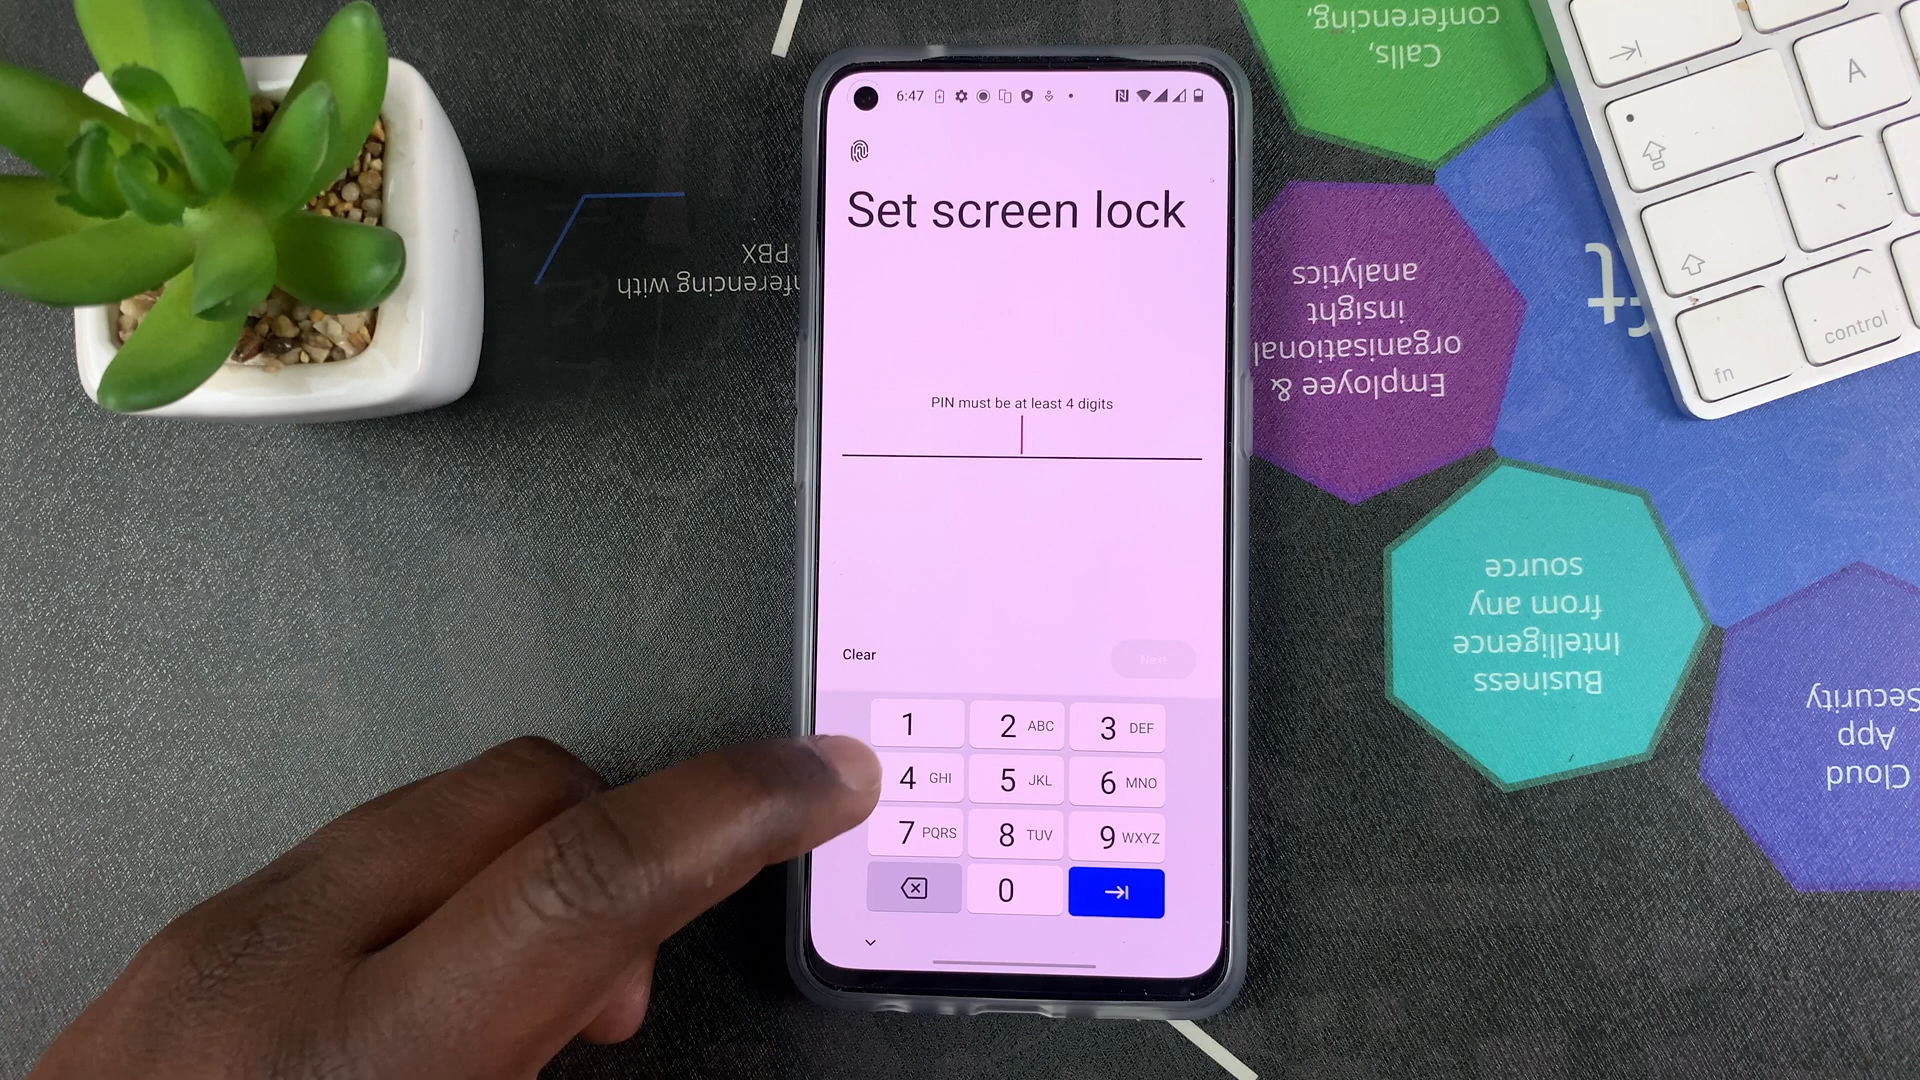 6:47
Set screen lock
PIN must be at least 4 digits
Clear
Next
1
2 ABC
3 DEF
4 GHI
5 JKL
6 MNO
7 PQRS
8 TUV
9 WXYZ
0
PBX
with
Calls,
conferencing,
Employee &
organisational
insight
analytics
Business
Intelligence
from any
source
Cloud
App
Security
A
~
fn
control